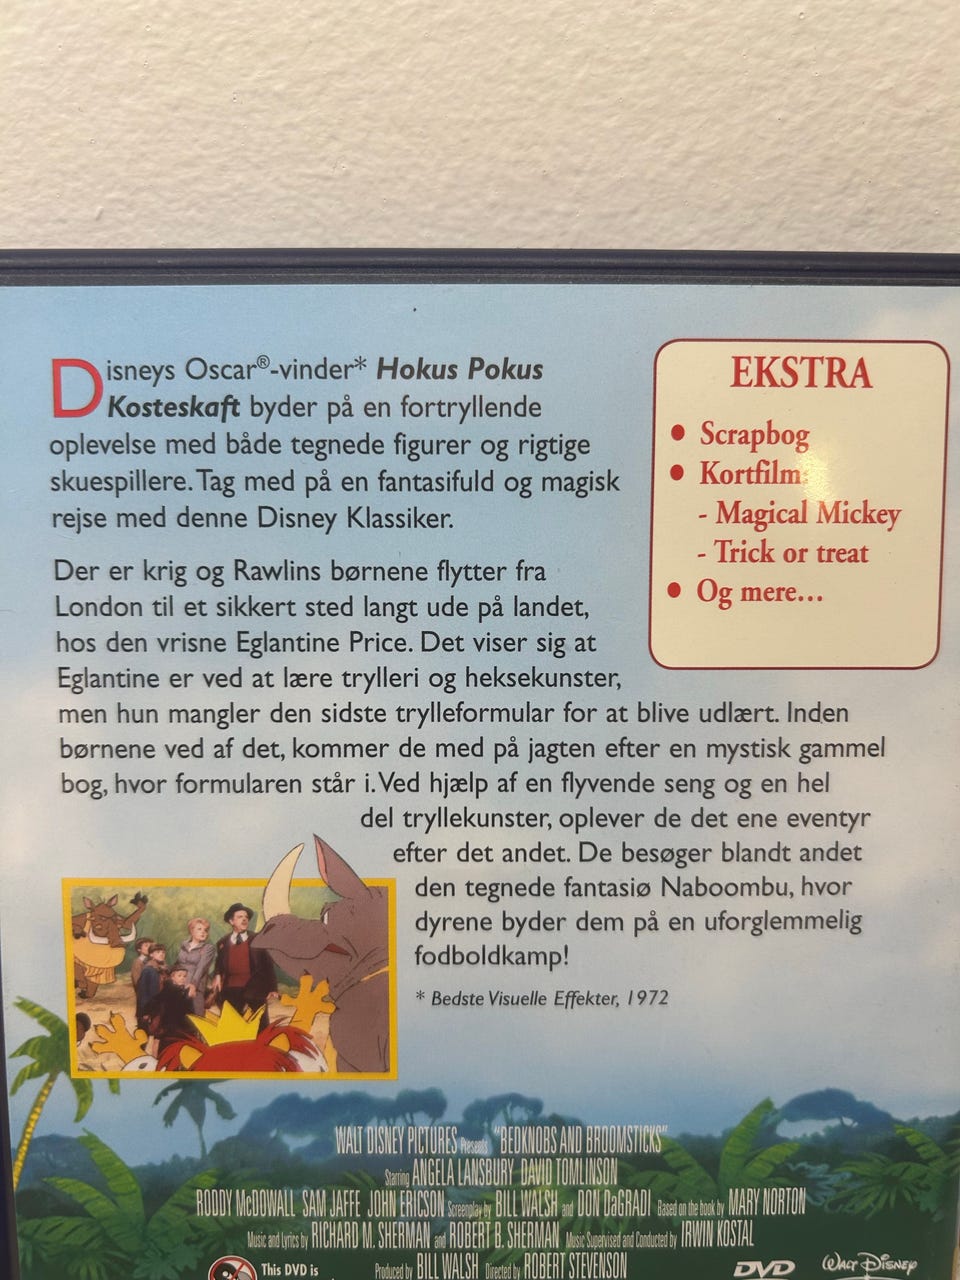 Disneys Oscar®-vinder* Hokus Pokus
Kosteskaft byder på en fortryllende
oplevelse med både tegnede figurer og rigtige
skuespillere. Tag med på en fantasifuld og magisk
rejse med denne Disney Klassiker.
Der er krig og Rawlins børnene flytter fra
London til et sikkert sted langt ude på landet,
hos den vrisne Eglantine Price. Det viser sig at
Eglantine er ved at lære trylleri og heksekunster,
men hun mangler den sidste trylleformular for at blive udlært. Inden
børnene ved af det, kommer de med på jagten efter en mystisk gammel
bog, hvor formularen står i. Ved hjælp af en flyvende seng og en hel
del tryllekunster, oplever de det ene eventyr
efter det andet. De besøger blandt andet
den tegnede fantasiø Naboombu, hvor
dyrene byder dem på en uforglemmelig
fodboldkamp!
* Bedste Visuelle Effekter, 1972
EKSTRA
• Scrapbog
• Kortfilm:
- Magical Mickey
- Trick or treat
• Og mere...
WALT DISNEY PICTURES Presents "BEDKNOBS AND BROOMSTICKS"
Starring ANGELA LANSBURY DAVID TOMLINSON
RODDY McDOWALL SAM JAFFE JOHN ERICSON Screenplay by BILL WALSH and DON DaGRADI Based on the book by MARY NORTON
Music and Lyrics by RICHARD M. SHERMAN and ROBERT B. SHERMAN Music Supervised and Conducted by IRWIN KOSTAL
Produced by BILL WALSH Directed by ROBERT STEVENSON
This DVD is
DVD
WALT DISNEY